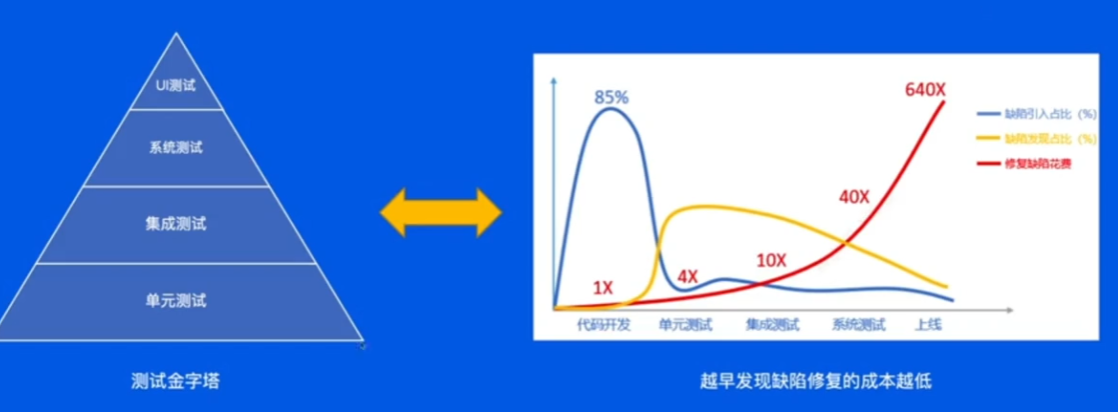 UI测试
系统测试
集成测试
单元测试
测试金字塔
85%
640X
缺陷引入占比（%）
缺陷发现占比（%）
修复缺陷花费
40X
10X
4X
1X
代码开发 单元测试 集成测试 系统测试 上线
越早发现缺陷修复的成本越低